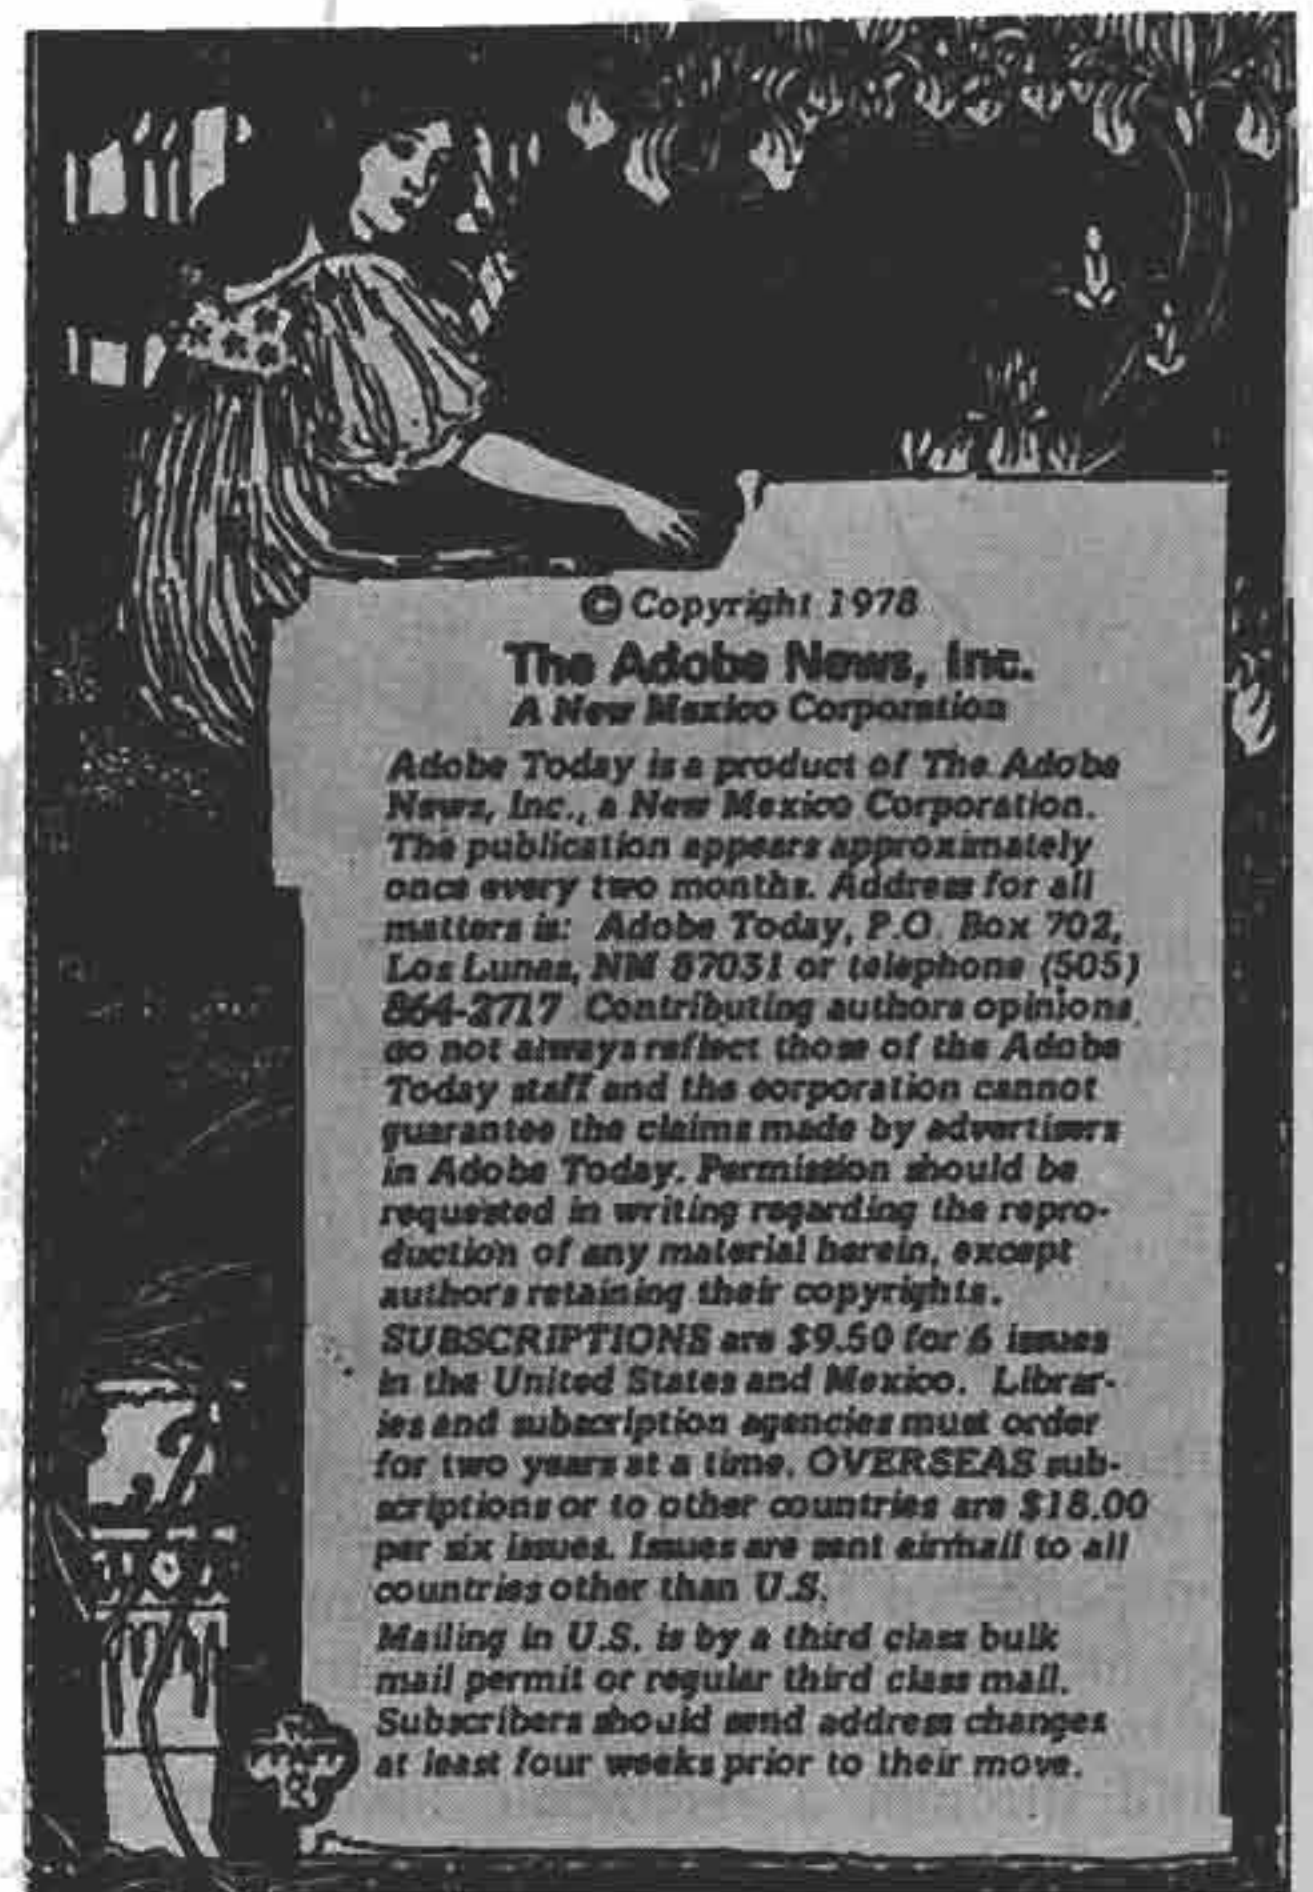 © Copyright 1978
The Adobe News, Inc.
A New Mexico Corporation
Adobe Today is a product of The Adobe
News, Inc., a New Mexico Corporation.
The publication appears approximately
once every two months. Address for all
matters is: Adobe Today, P.O. Box 702,
Los Lunas, NM 87031 or telephone (505)
864-2717 Contributing authors opinions
do not always reflect those of the Adobe
Today staff and the corporation cannot
guarantee the claims made by advertisers
in Adobe Today. Permission should be
requested in writing regarding the repro-
duction of any material herein, except
authors retaining their copyrights.
SUBSCRIPTIONS are $9.50 for 6 issues
in the United States and Mexico. Librar-
ies and subscription agencies must order
for two years at a time. OVERSEAS sub-
scriptions or to other countries are $18.00
per six issues. Issues are sent airmail to all
countries other than U.S.
Mailing in U.S. is by a third class bulk
mail permit or regular third class mail.
Subscribers should send address changes
at least four weeks prior to their move.